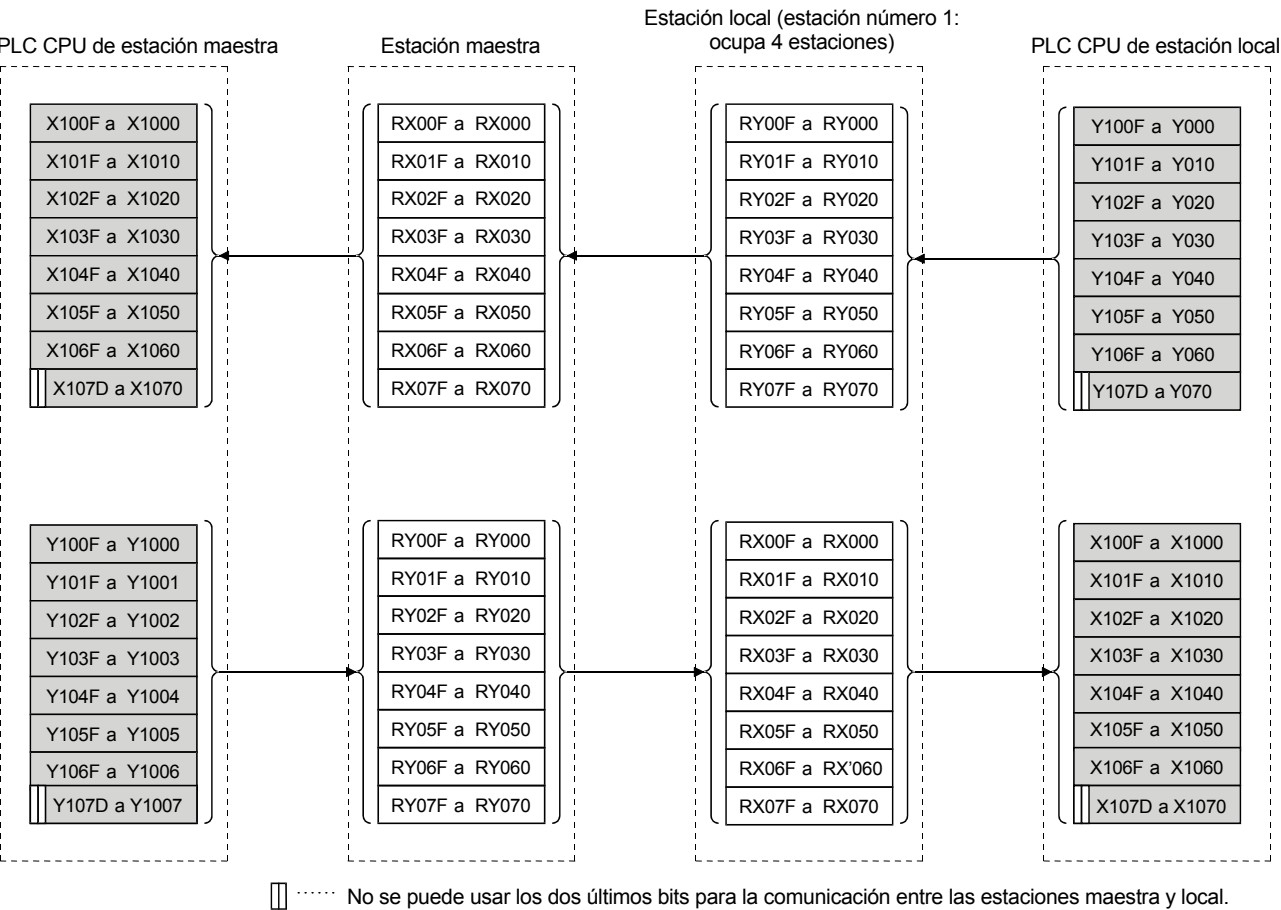 Estación local (estación número 1:
PLC CPU de estación maestra Estación maestra ocupa 4 estaciones) PLC CPU de estación local
X100F a X1000 RX00F a RX000 RY00F a RY000 Y100F a Y000
X101F a X1010 RX01F a RX010 RY01F a RY010 Y101F a Y010
X102F a X1020 RX02F a RX020 RY02F a RY020 Y102F a Y020
X103F a X1030 RX03F a RX030 RY03F a RY030 Y103F a Y030
X104F a X1040 RX04F a RX040 RY04F a RY040 Y104F a Y040
X105F a X1050 RX05F a RX050 RY05F a RY050 Y105F a Y050
X106F a X1060 RX06F a RX060 RY06F a RY060 Y106F a Y060
X107D a X1070 RX07F a RX070 RY07F a RY070 Y107D a Y070
Y100F a Y1000 RY00F a RY000 RX00F a RX000 X100F a X1000
Y101F a Y1001 RY01F a RY010 RX01F a RX010 X101F a X1010
Y102F a Y1002 RY02F a RY020 RX02F a RX020 X102F a X1020
Y103F a Y1003 RY03F a RY030 RX03F a RX030 X103F a X1030
Y104F a Y1004 RY04F a RY040 RX04F a RX040 X104F a X1040
Y105F a Y1005 RY05F a RY050 RX05F a RX050 X105F a X1050
Y106F a Y1006 RY06F a RY060 RX06F a RX'060 X106F a X1060
Y107D a Y1007 RY07F a RY070 RX07F a RX070 X107D a X1070
...... No se puede usar los dos últimos bits para la comunicación entre las estaciones maestra y local.